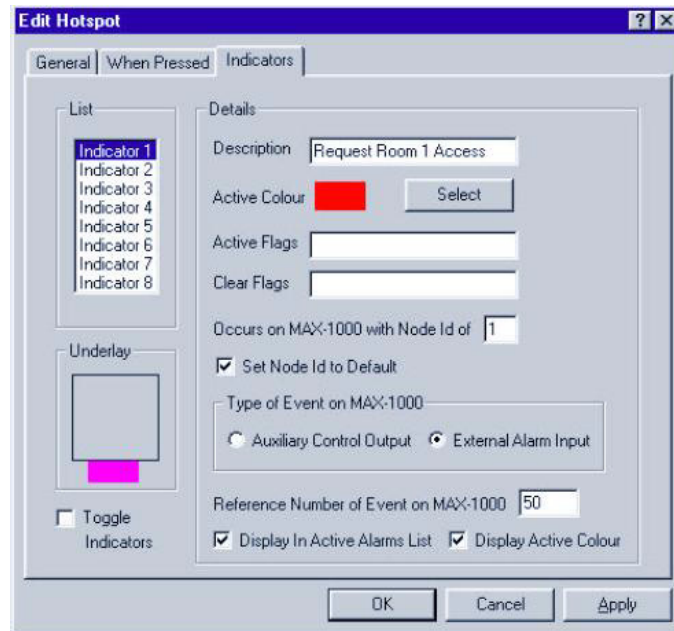 Edit Hotspot
General
When Pressed
Indicators
List
Indicator 1
Indicator 2
Indicator 3
Indicator 4
Indicator 5
Indicator 6
Indicator 7
Indicator 8
Underlay
Toggle
Indicators
Details
Description Request Room 1 Access
Active Colour Select
Active Flags
Clear Flags
Occurs on MAX-1000 with Node Id of 1
Set Node Id to Default
Type of Event on MAX-1000
Auxiliary Control Output External Alarm Input
Reference Number of Event on MAX-1000 50
Display In Active Alarms List Display Active Colour
OK Cancel Apply